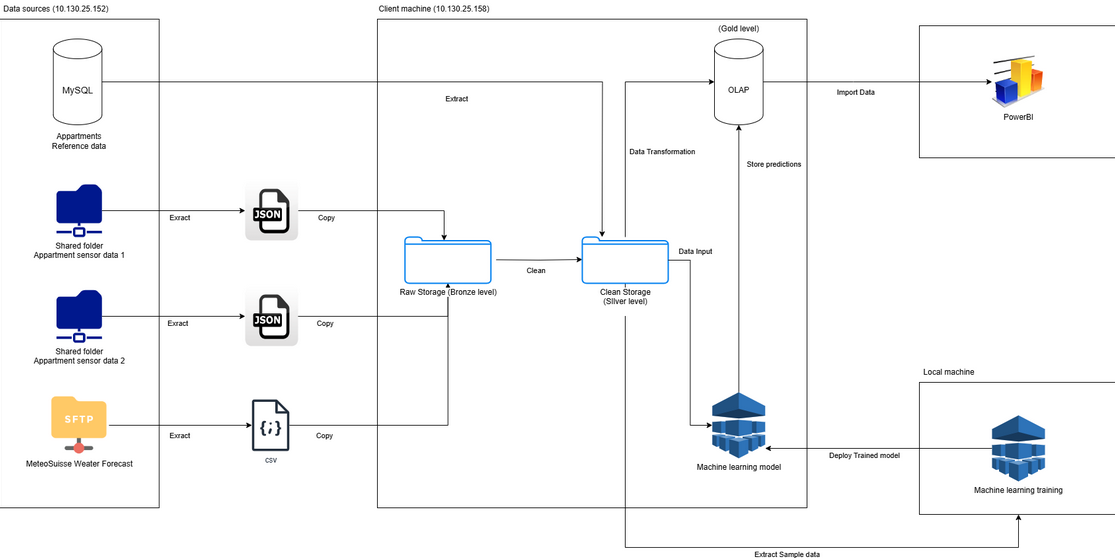 Data sources (10.130.25.152)
Client machine (10.130.25.158)
(Gold level)
MySQL
OLAP
Extract
Import Data
PowerBI
Appartments
Reference data
Data Transformation
Store predictions
JSON
Exract
Copy
Shared folder
Appartment sensor data 1
Data Input
Clean
Raw Storage (Bronze level)
Clean Storage
(Silver level)
JSON
Exract
Copy
Shared folder
Appartment sensor data 2
Local machine
SFTP
{;}
Exract
Copy
MeteoSuisse Weater Forecast
csv
Machine learning model
Deploy Trained model
Machine learning training
Extract Sample data